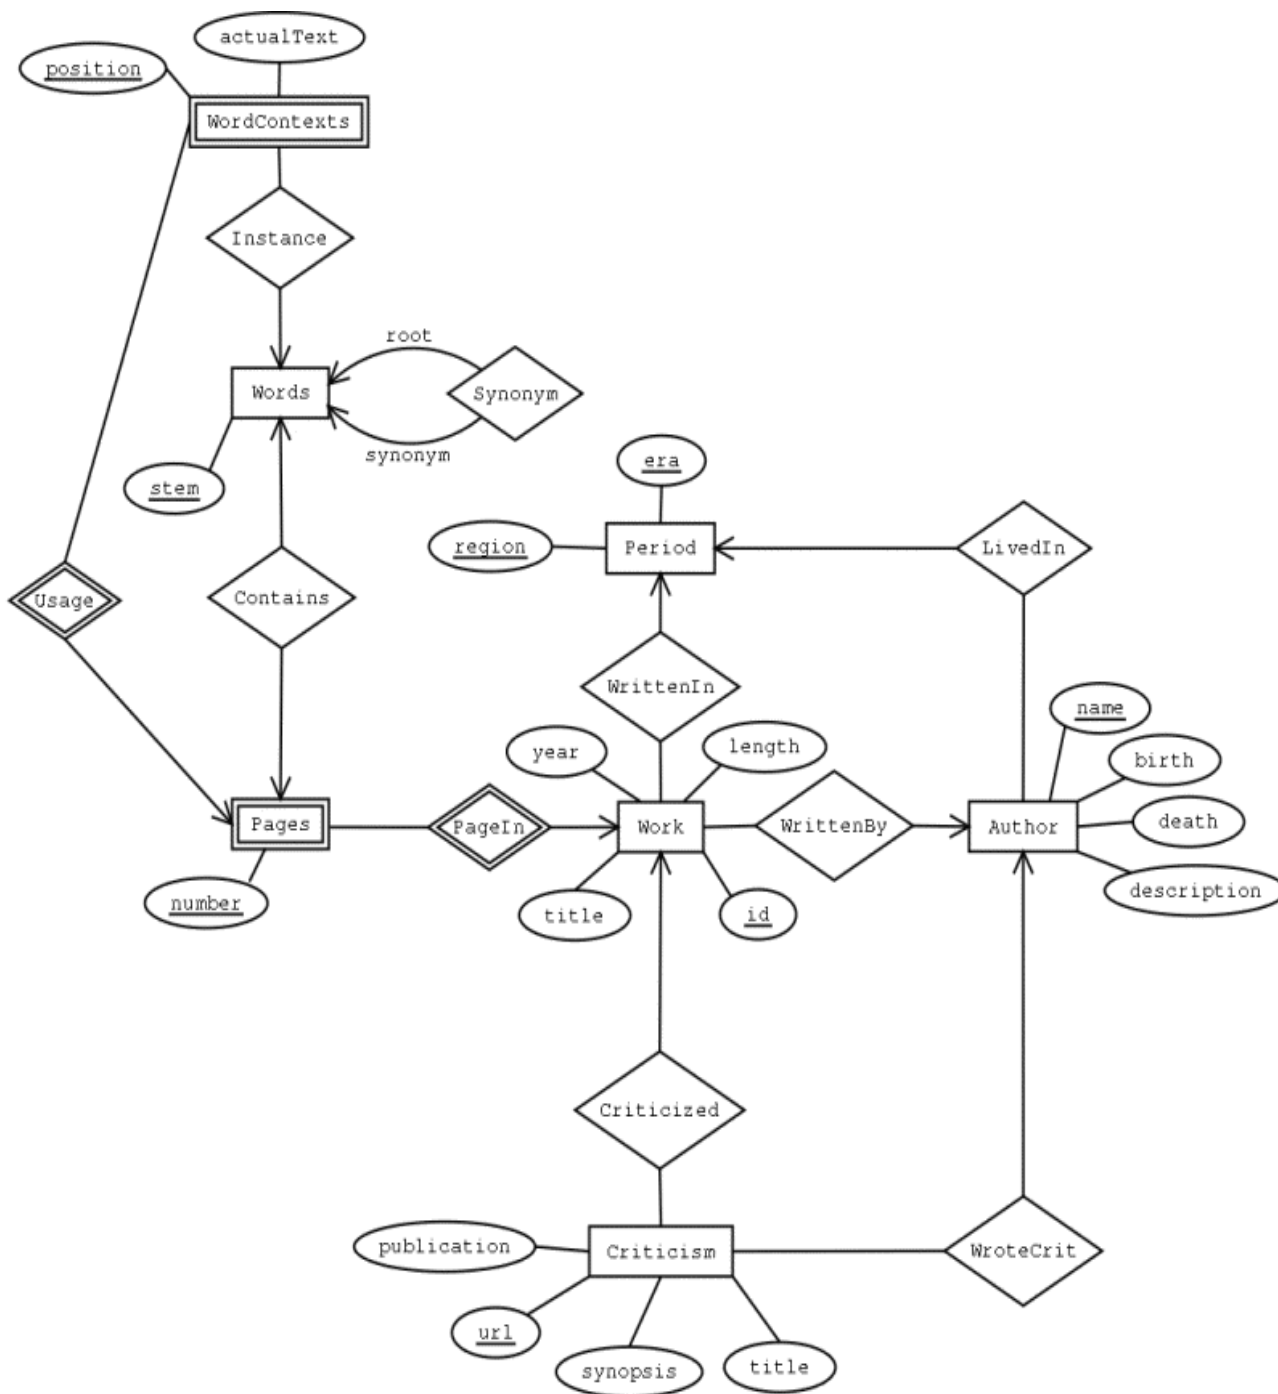 actualText
position
WordContexts
Instance
root
Words
Synonym
synonym
era
stem
region
Period
LivedIn
Usage
Contains
WrittenIn
name
year
length
birth
Pages
PageIn
Work
WrittenBy
Author
death
description
number
title
id
Criticized
publication
Criticism
WroteCrit
url
synopsis
title